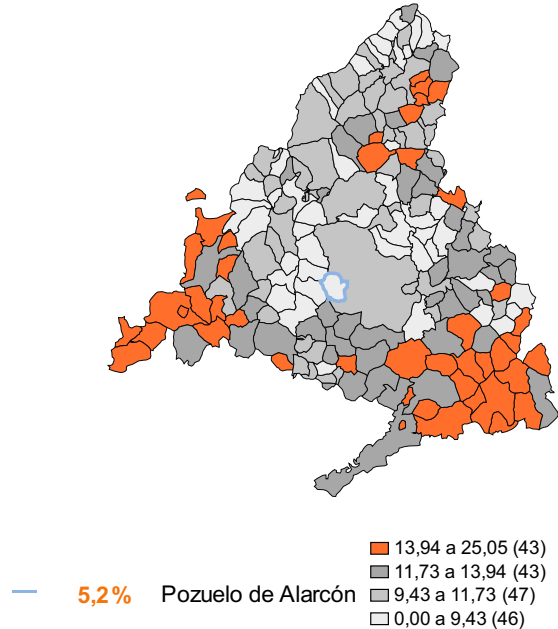 13,94 a 25,05 (43)
11,73 a 13,94 (43)
5,2% Pozuelo de Alarcón
9,43 a 11,73 (47)
0,00 a 9,43 (46)